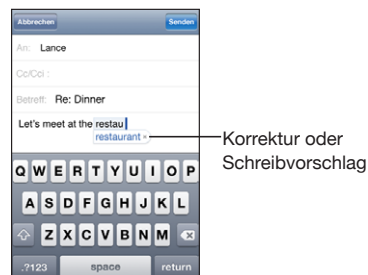 Abbrechen Senden
An: Lance
Cc/Cci :
Betreff: Re: Dinner
Let's meet at the restau
restaurant ×
Korrektur oder
Schreibvorschlag
Q W E R T Y U I O P
A S D F G H J K L
Z X C V B N M
.?123 space return